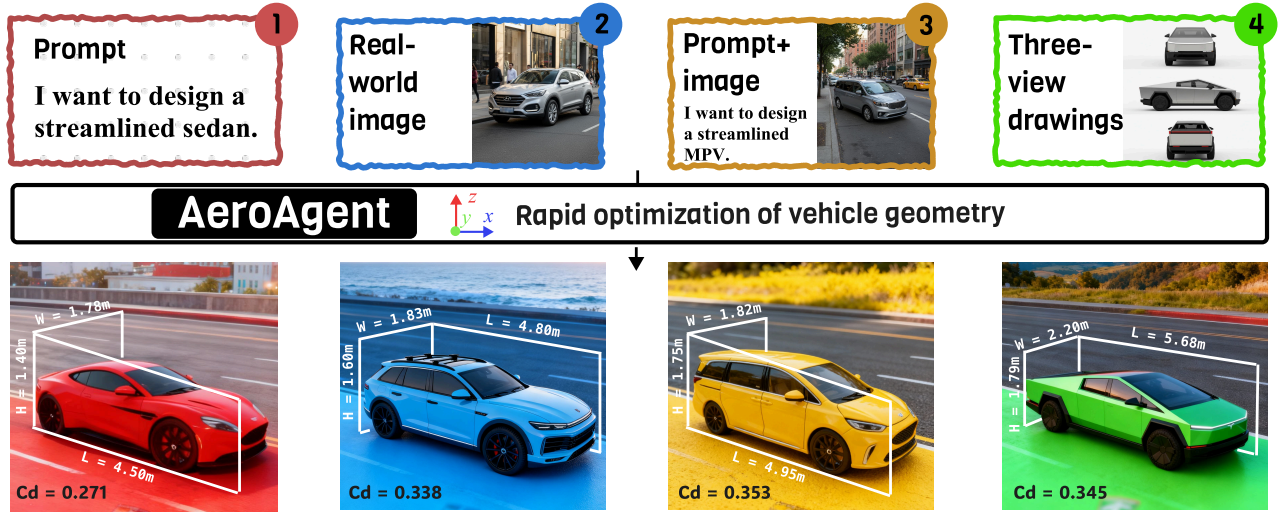 1
Prompt
I want to design a
streamlined sedan.
2
Real-
world
image
3
Prompt+
image
I want to design
a streamlined
MPV.
4
Three-
view
drawings
AeroAgent
z
y
x
Rapid optimization of vehicle geometry
W = 1.78m
H = 1.40m
L = 4.50m
Cd = 0.271
W = 1.83m
L = 4.80m
H = 1.60m
Cd = 0.338
W = 1.82m
H = 1.75m
L = 4.95m
Cd = 0.353
W = 2.20m
L = 5.68m
H = 1.79m
Cd = 0.345